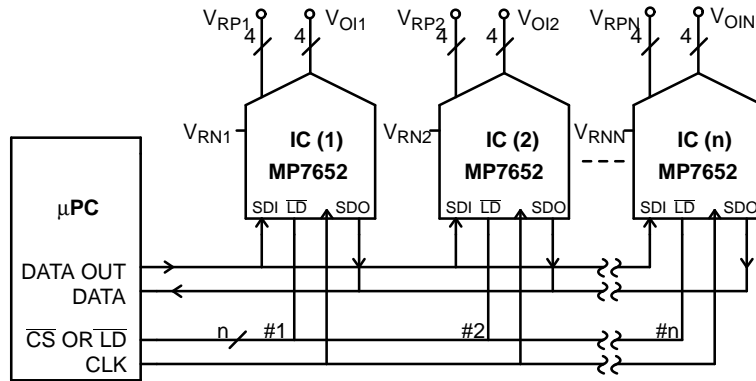 VRP1 VOI1 VRP2 VOI2 VRPN VOIN
4 4 4 4 4 4
VRN1 IC (1) VRN2 IC (2) VRNN IC (n)
MP7652 MP7652 MP7652
SDI LD SDO SDI LD SDO SDI LD SDO
µPC
DATA OUT
DATA
CS OR LD n #1 #2 #n
CLK